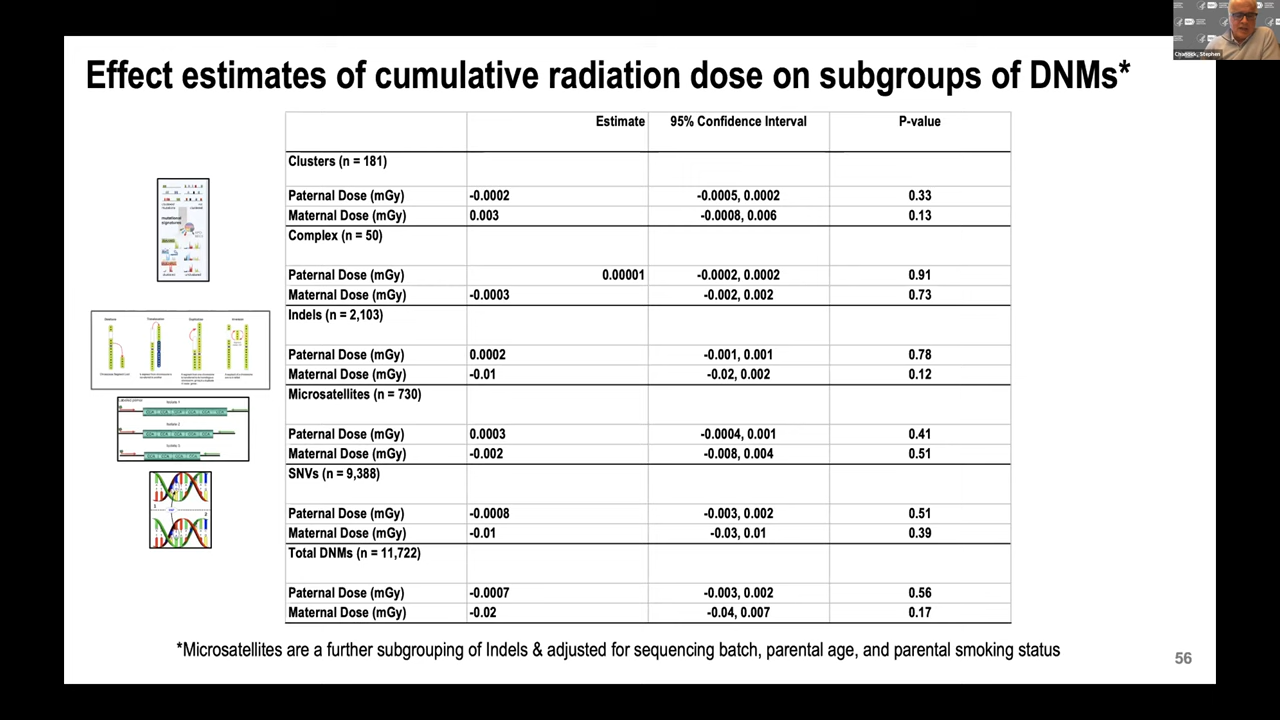 Chanock, Stephen
Effect estimates of cumulative radiation dose on subgroups of DNMs*
Estimate 95% Confidence Interval P-value
Clusters (n = 181)
Paternal Dose (mGy) -0.0002 -0.0005, 0.0002 0.33
Maternal Dose (mGy) 0.003 -0.0008, 0.006 0.13
Complex (n = 50)
Paternal Dose (mGy) 0.00001 -0.0002, 0.0002 0.91
Maternal Dose (mGy) -0.0003 -0.002, 0.002 0.73
Indels (n = 2,103)
Paternal Dose (mGy) 0.0002 -0.001, 0.001 0.78
Maternal Dose (mGy) -0.01 -0.02, 0.002 0.12
Microsatellites (n = 730)
Paternal Dose (mGy) 0.0003 -0.0004, 0.001 0.41
Maternal Dose (mGy) -0.002 -0.008, 0.004 0.51
SNVs (n = 9,388)
Paternal Dose (mGy) -0.0008 -0.003, 0.002 0.51
Maternal Dose (mGy) -0.01 -0.03, 0.01 0.39
Total DNMs (n = 11,722)
Paternal Dose (mGy) -0.0007 -0.003, 0.002 0.56
Maternal Dose (mGy) -0.02 -0.04, 0.007 0.17
*Microsatellites are a further subgrouping of Indels & adjusted for sequencing batch, parental age, and parental smoking status
56